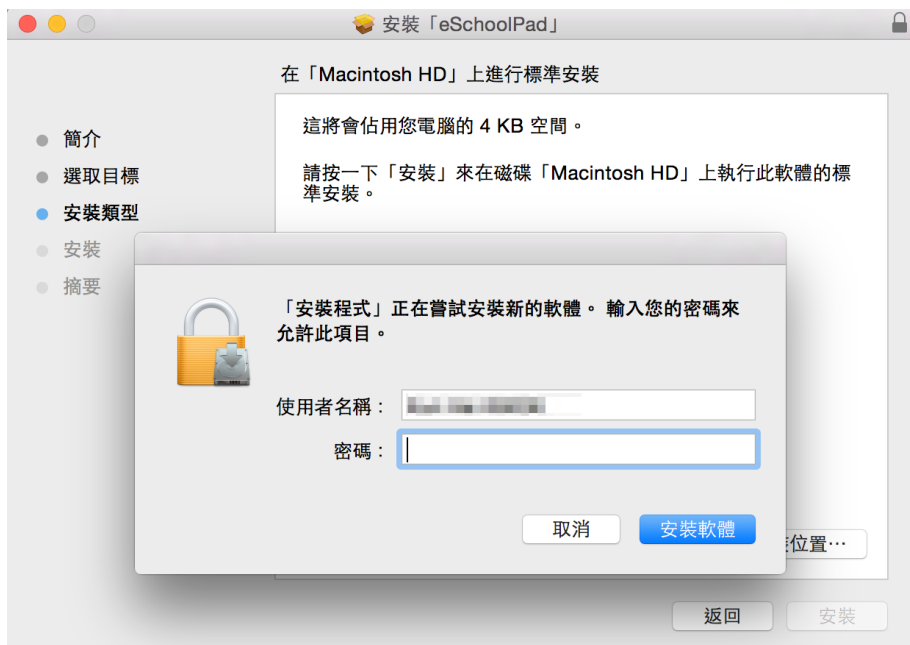 安裝「eSchoolPad」
在「Macintosh HD」上進行標準安裝
簡介
選取目標
安裝類型
安裝
摘要
這將會佔用您電腦的 4 KB 空間。
請按一下「安裝」來在磁碟「Macintosh HD」上執行此軟體的標
準安裝。
「安裝程式」正在嘗試安裝新的軟體。 輸入您的密碼來
允許此項目。
使用者名稱：
密碼：
取消
安裝軟體
位置⋯
返回
安裝